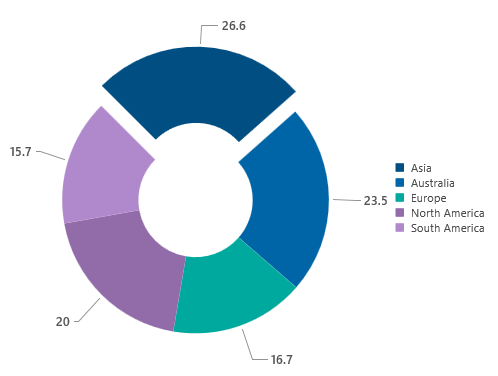 26.6
15.7
23.5
20
16.7
Asia
Australia
Europe
North America
South America